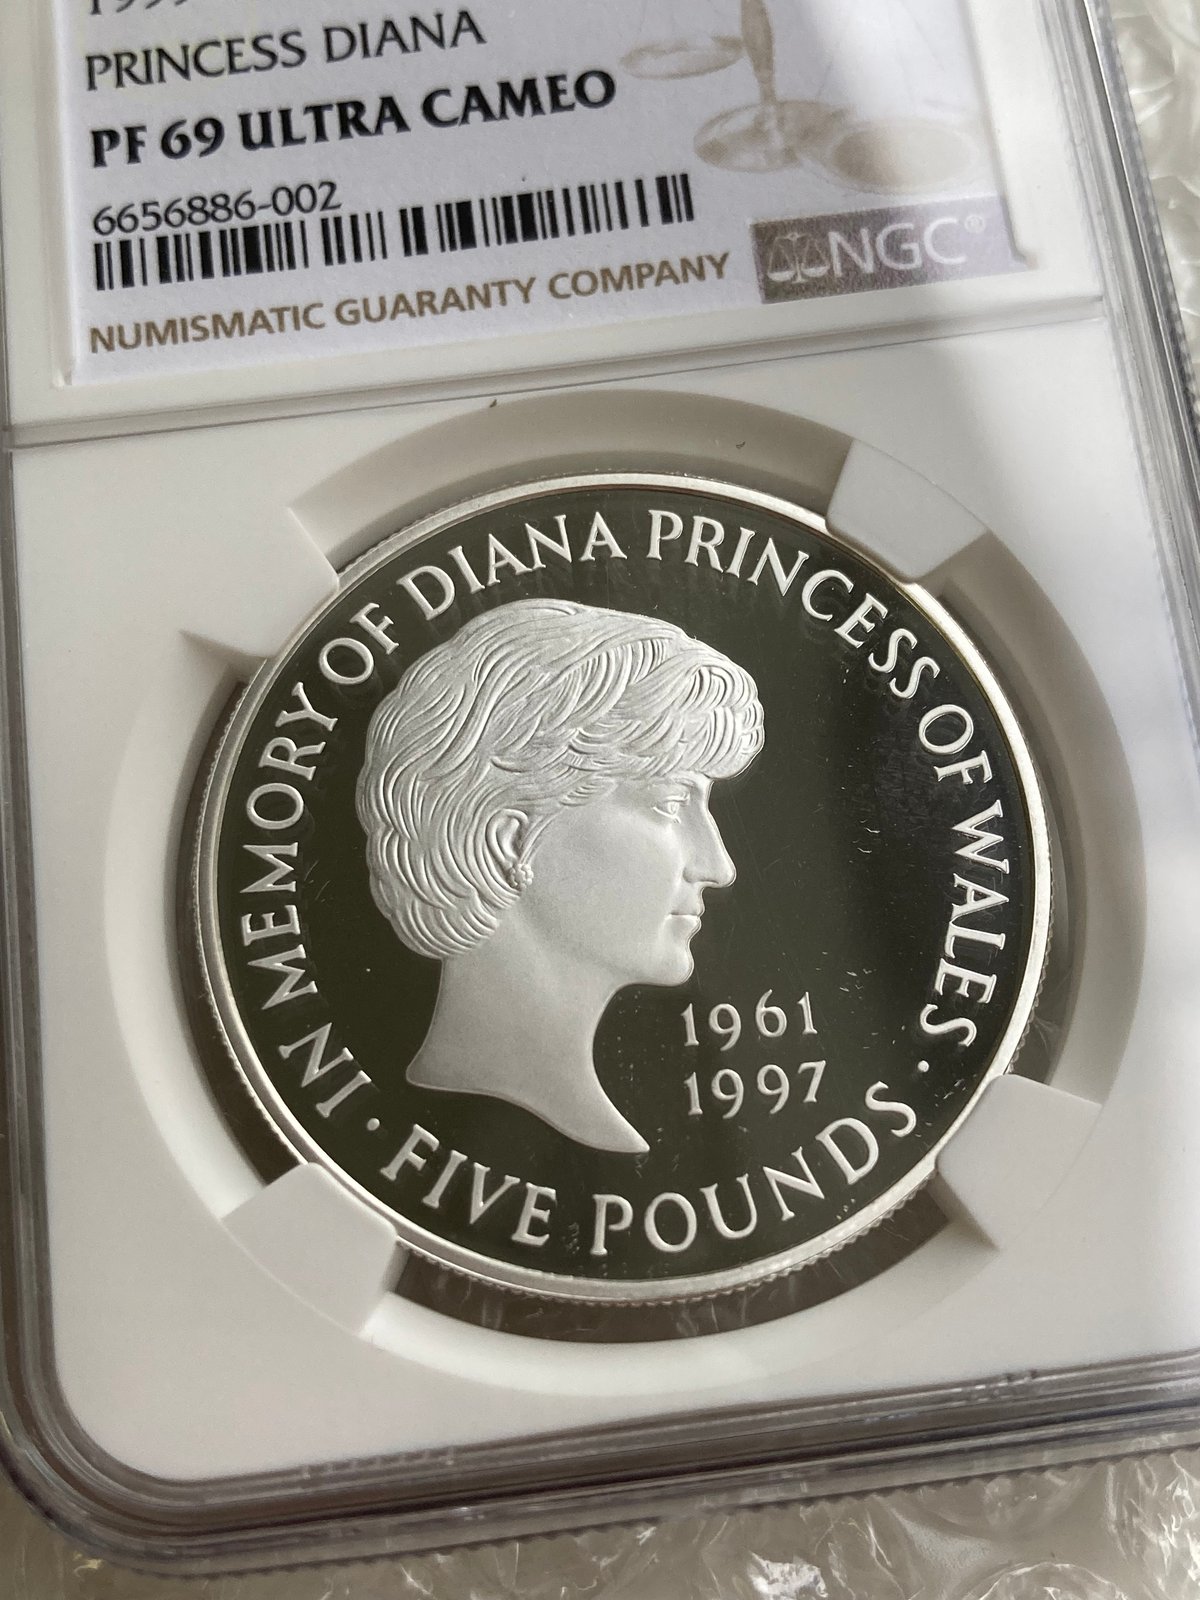 PRINCESS DIANA
PF 69 ULTRA CAMEO
6656886-002
NUMISMATIC GUARANTY COMPANY
NGC®
IN MEMORY OF DIANA PRINCESS OF WALES
1961
1997
· FIVE POUNDS ·